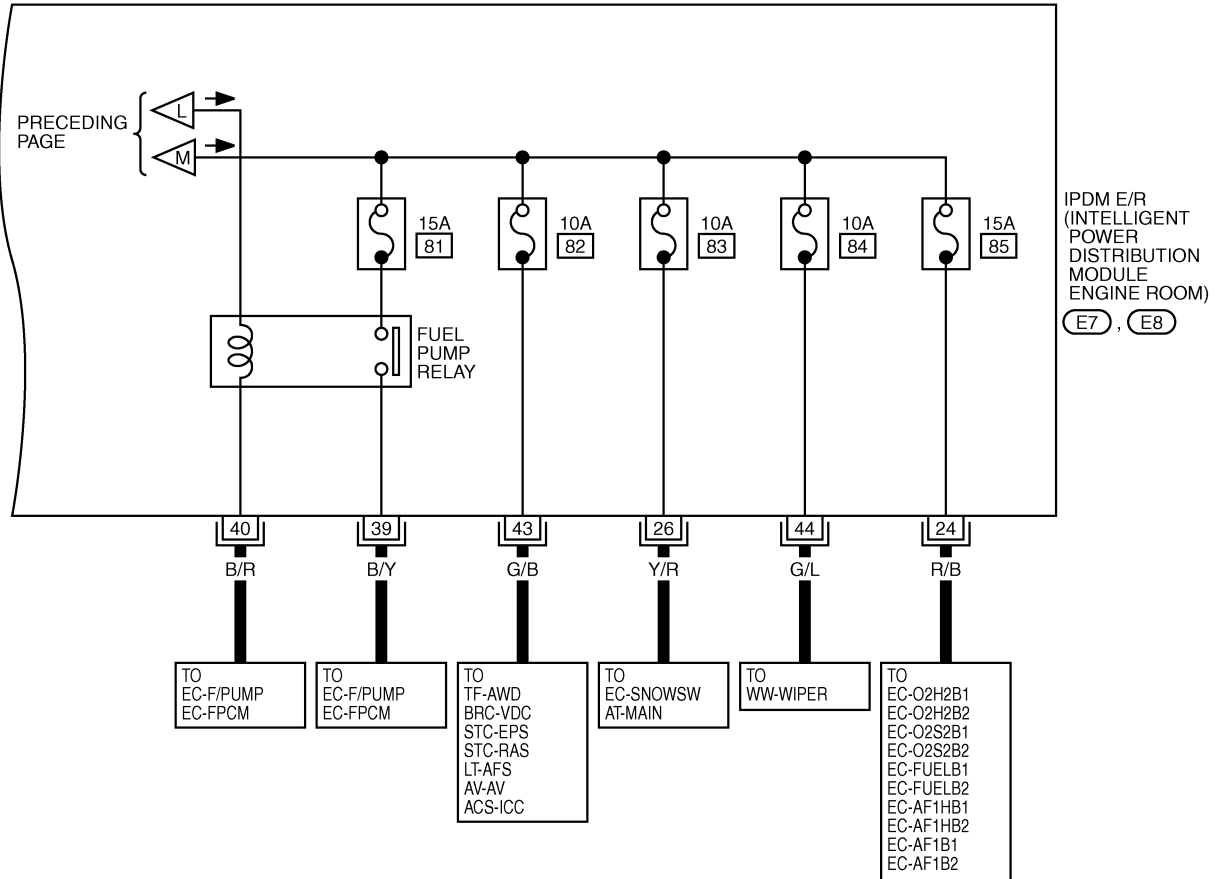 PRECEDING
PAGE
L
M
15A
81
10A
82
10A
83
10A
84
15A
85
FUEL
PUMP
RELAY
IPDM E/R
(INTELLIGENT
POWER
DISTRIBUTION
MODULE
ENGINE ROOM)
E7 , E8
40
39
43
26
44
24
B/R
B/Y
G/B
Y/R
G/L
R/B
TO
EC-F/PUMP
EC-FPCM
TO
EC-F/PUMP
EC-FPCM
TO
TF-AWD
BRC-VDC
STC-EPS
STC-RAS
LT-AFS
AV-AV
ACS-ICC
TO
EC-SNOWSW
AT-MAIN
TO
WW-WIPER
TO
EC-O2H2B1
EC-O2H2B2
EC-O2S2B1
EC-O2S2B2
EC-FUELB1
EC-FUELB2
EC-AF1HB1
EC-AF1HB2
EC-AF1B1
EC-AF1B2